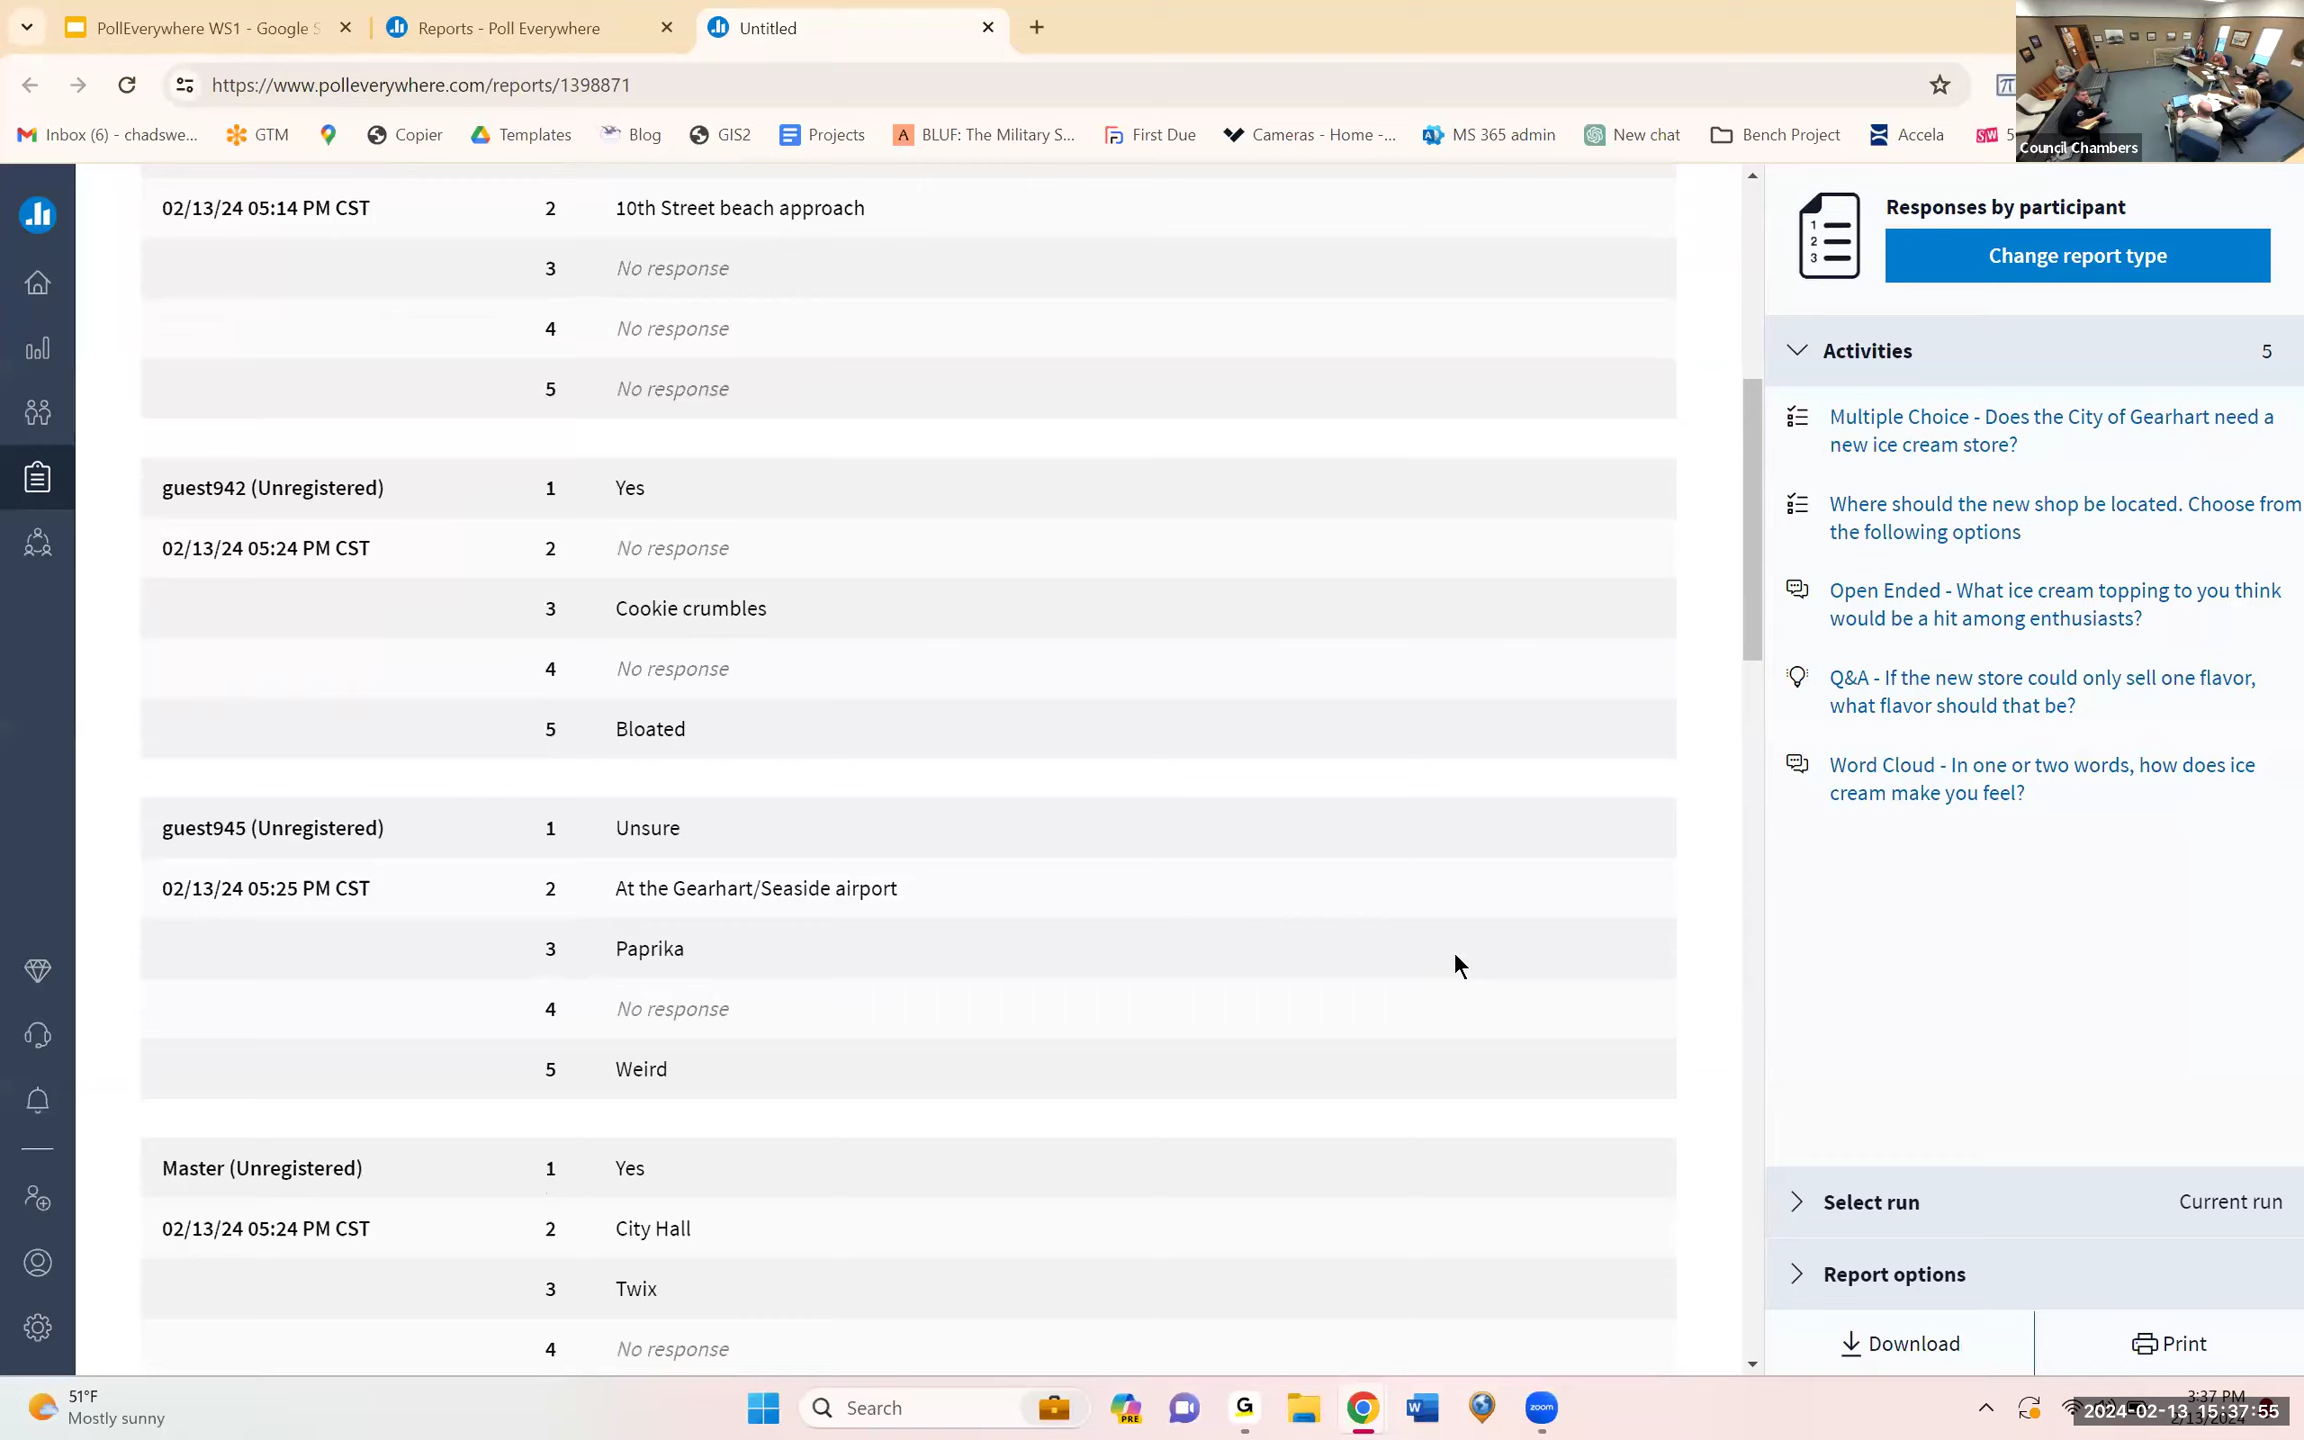 PollEverywhere WS1 - Google S
Reports - Poll Everywhere
Untitled
https://www.polleverywhere.com/reports/1398871
Inbox (6) - chadswe...
GTM
Copier
Templates
Blog
GIS2
Projects
BLUF: The Military S...
First Due
Cameras - Home -...
MS 365 admin
New chat
Bench Project
Accela
Council Chambers
02/13/24 05:14 PM CST 2 10th Street beach approach
3 No response
4 No response
5 No response
guest942 (Unregistered) 1 Yes
02/13/24 05:24 PM CST 2 No response
3 Cookie crumbles
4 No response
5 Bloated
guest945 (Unregistered) 1 Unsure
02/13/24 05:25 PM CST 2 At the Gearhart/Seaside airport
3 Paprika
4 No response
5 Weird
Master (Unregistered) 1 Yes
02/13/24 05:24 PM CST 2 City Hall
3 Twix
4 No response
Responses by participant
Change report type
Activities 5
Multiple Choice - Does the City of Gearhart need a
new ice cream store?
Where should the new shop be located. Choose from
the following options
Open Ended - What ice cream topping to you think
would be a hit among enthusiasts?
Q&A - If the new store could only sell one flavor,
what flavor should that be?
Word Cloud - In one or two words, how does ice
cream make you feel?
Select run Current run
Report options
Download
Print
51°F
Mostly sunny
Search
PRE
zoom
3:37 PM
2024-02-13 15:37:55